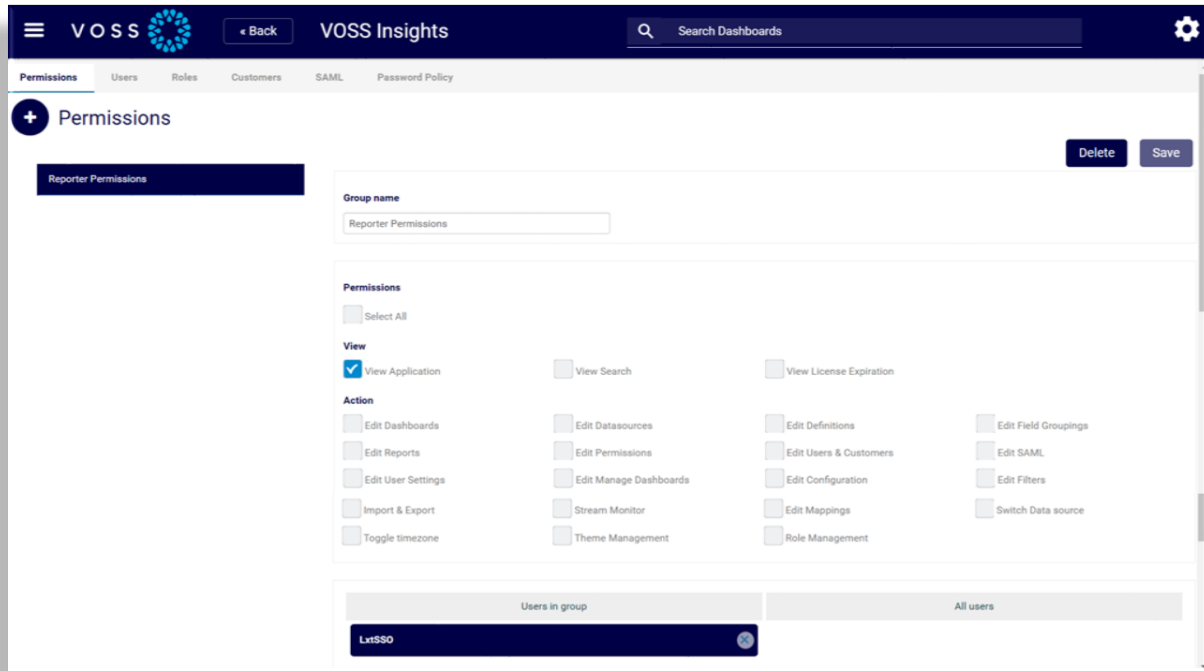 VOSS « Back VOSS Insights Search Dashboards
Permissions Users Roles Customers SAML Password Policy
+ Permissions
Delete Save
Reporter Permissions
Group name
Reporter Permissions
Permissions
Select All
View
View Application View Search View License Expiration
Action
Edit Dashboards Edit Datasources Edit Definitions Edit Field Groupings
Edit Reports Edit Permissions Edit Users & Customers Edit SAML
Edit User Settings Edit Manage Dashboards Edit Configuration Edit Filters
Import & Export Stream Monitor Edit Mappings Switch Data source
Toggle timezone Theme Management Role Management
Users in group All users
LxtSSO